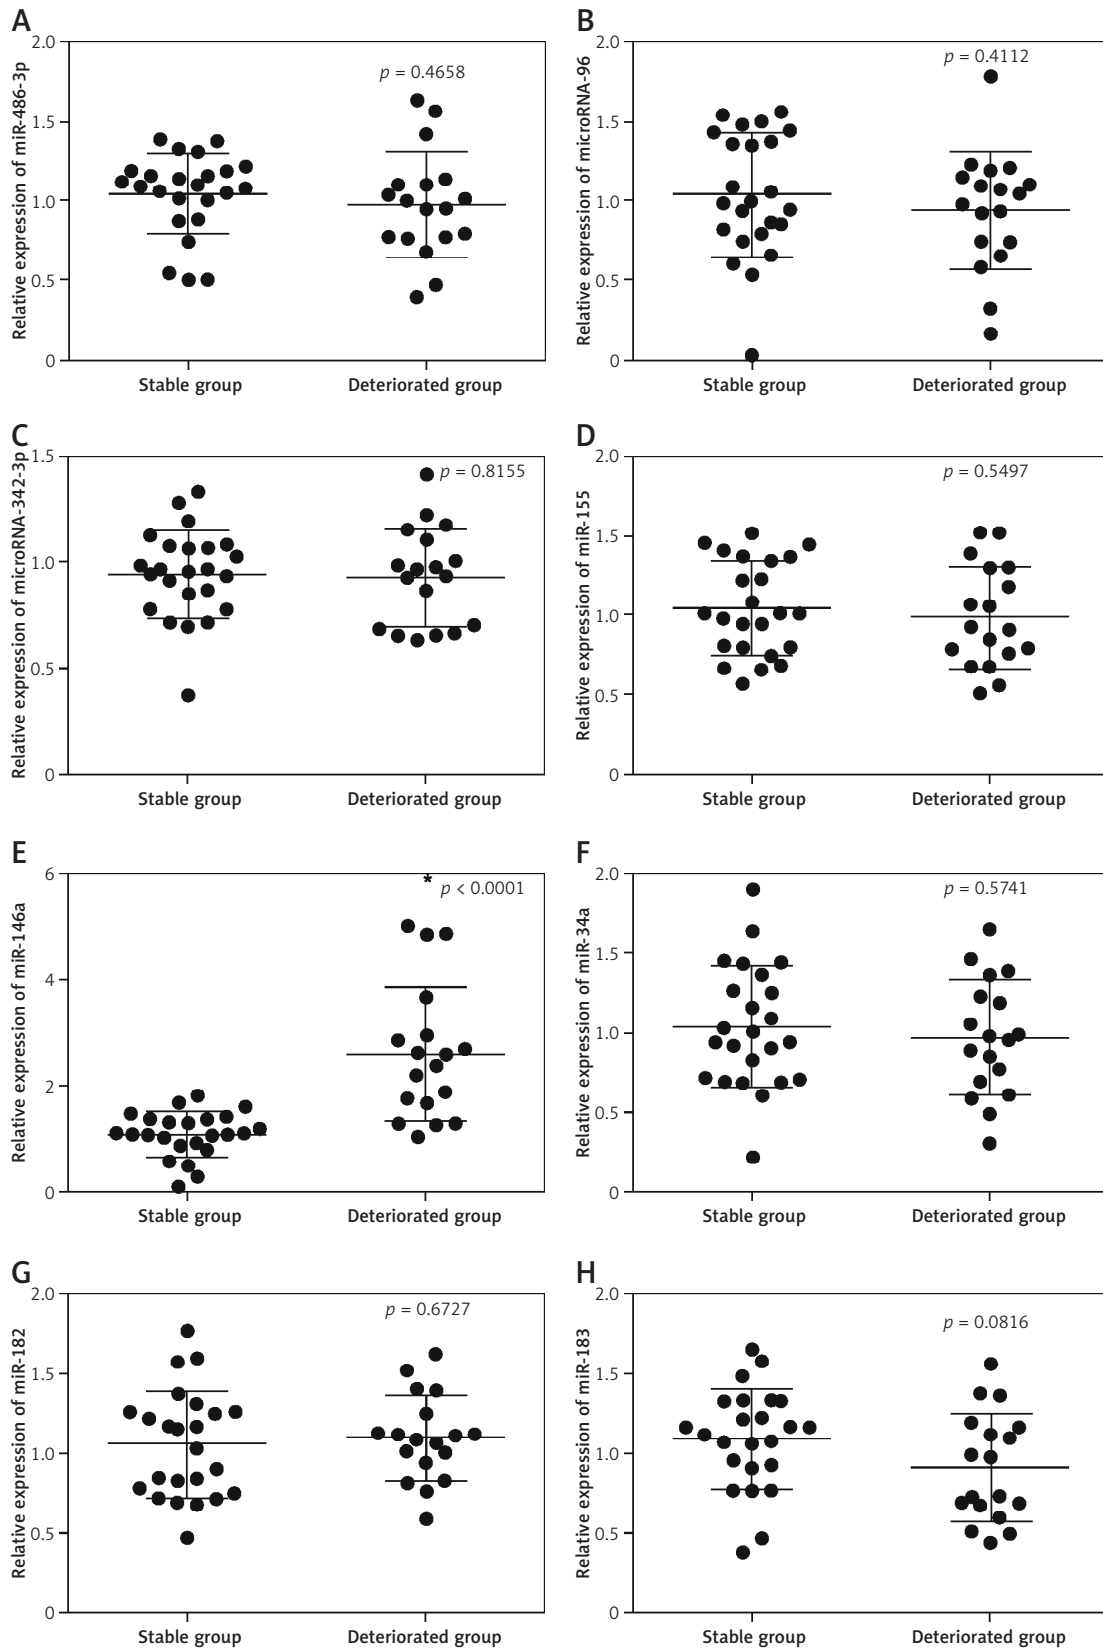 A
B
Relative expression of miR-486-3p
2.0
1.5
1.0
0.5
0
p = 0.4658
Stable group
Deteriorated group
Relative expression of microRNA-96
2.0
1.5
1.0
0.5
0
p = 0.4112
Stable group
Deteriorated group
C
D
Relative expression of microRNA-342-3p
1.5
1.0
0.5
0
p = 0.8155
Stable group
Deteriorated group
Relative expression of miR-155
2.0
1.5
1.0
0.5
0
p = 0.5497
Stable group
Deteriorated group
E
F
Relative expression of miR-146a
6
4
2
0
*
p < 0.0001
Stable group
Deteriorated group
Relative expression of miR-34a
2.0
1.5
1.0
0.5
0
p = 0.5741
Stable group
Deteriorated group
G
H
Relative expression of miR-182
2.0
1.5
1.0
0.5
0
p = 0.6727
Stable group
Deteriorated group
Relative expression of miR-183
2.0
1.5
1.0
0.5
0
p = 0.0816
Stable group
Deteriorated group